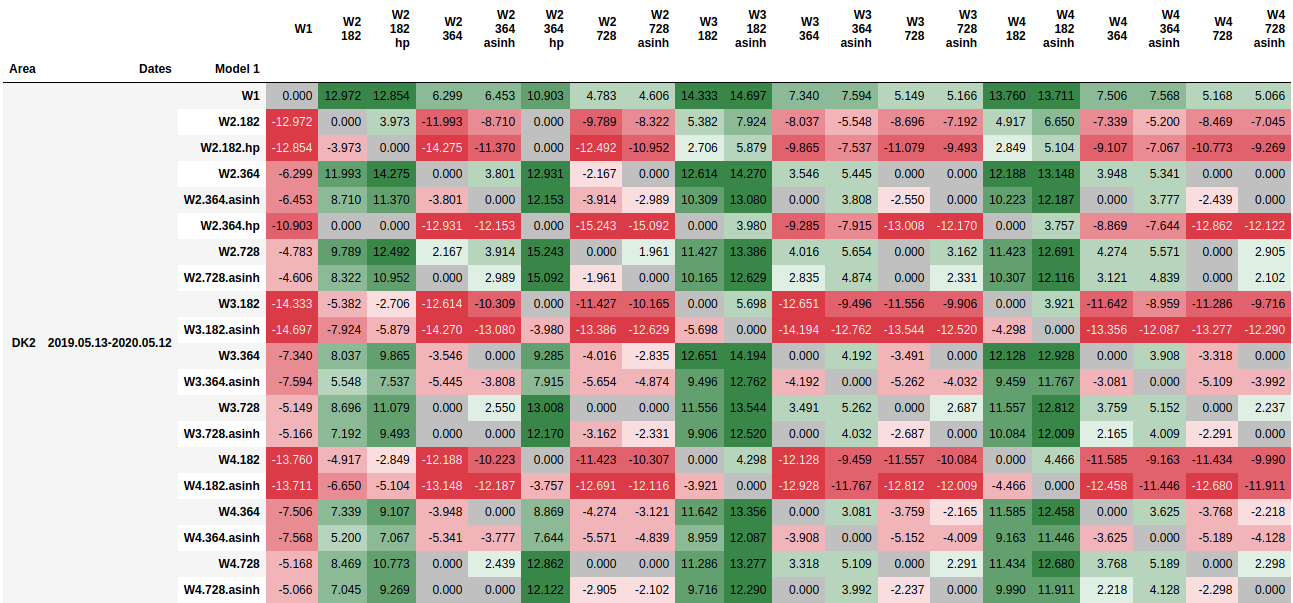 W1 W2 182 W2 182 hp W2 364 W2 364 asinh W2 364 hp W2 728 W2 728 asinh W3 182 W3 182 asinh W3 364 W3 364 asinh W3 728 W3 728 asinh W4 182 W4 182 asinh W4 364 W4 364 asinh W4 728 W4 728 asinh
Area Dates Model 1
W1 0.000 12.972 12.854 6.299 6.453 10.903 4.783 4.606 14.333 14.697 7.340 7.594 5.149 5.166 13.760 13.711 7.506 7.568 5.168 5.066
W2.182 -12.972 0.000 3.973 -11.993 -8.710 0.000 -9.789 -8.322 5.382 7.924 -8.037 -5.548 -8.696 -7.192 4.917 6.650 -7.339 -5.200 -8.469 -7.045
W2.182.hp -12.854 -3.973 0.000 -14.275 -11.370 0.000 -12.492 -10.952 2.706 5.879 -9.865 -7.537 -11.079 -9.493 2.849 5.104 -9.107 -7.067 -10.773 -9.269
W2.364 -6.299 11.993 14.275 0.000 3.801 12.931 -2.167 0.000 12.614 14.270 3.546 5.445 0.000 0.000 12.188 13.148 3.948 5.341 0.000 0.000
W2.364.asinh -6.453 8.710 11.370 -3.801 0.000 12.153 -3.914 -2.989 10.309 13.080 0.000 3.808 -2.550 0.000 10.223 12.187 0.000 3.777 -2.439 0.000
W2.364.hp -10.903 0.000 0.000 -12.931 -12.153 0.000 -15.243 -15.092 0.000 3.980 -9.285 -7.915 -13.008 -12.170 0.000 3.757 -8.869 -7.644 -12.862 -12.122
W2.728 -4.783 9.789 12.492 2.167 3.914 15.243 0.000 1.961 11.427 13.386 4.016 5.654 0.000 3.162 11.423 12.691 4.274 5.571 0.000 2.905
W2.728.asinh -4.606 8.322 10.952 0.000 2.989 15.092 -1.961 0.000 10.165 12.629 2.835 4.874 0.000 2.331 10.307 12.116 3.121 4.839 0.000 2.102
W3.182 -14.333 -5.382 -2.706 -12.614 -10.309 0.000 -11.427 -10.165 0.000 5.698 -12.651 -9.496 -11.556 -9.906 0.000 3.921 -11.642 -8.959 -11.286 -9.716
W3.182.asinh -14.697 -7.924 -5.879 -14.270 -13.080 -3.980 -13.386 -12.629 -5.698 0.000 -14.194 -12.762 -13.544 -12.520 -4.298 0.000 -13.356 -12.087 -13.277 -12.290
DK2 2019.05.13-2020.05.12
W3.364 -7.340 8.037 9.865 -3.546 0.000 9.285 -4.016 -2.835 12.651 14.194 0.000 4.192 -3.491 0.000 12.128 12.928 0.000 3.908 -3.318 0.000
W3.364.asinh -7.594 5.548 7.537 -5.445 -3.808 7.915 -5.654 -4.874 9.496 12.762 -4.192 0.000 -5.262 -4.032 9.459 11.767 -3.081 0.000 -5.109 -3.992
W3.728 -5.149 8.696 11.079 0.000 2.550 13.008 0.000 0.000 11.556 13.544 3.491 5.262 0.000 2.687 11.557 12.812 3.759 5.152 0.000 2.237
W3.728.asinh -5.166 7.192 9.493 0.000 0.000 12.170 -3.162 -2.331 9.906 12.520 0.000 4.032 -2.687 0.000 10.084 12.009 2.165 4.009 -2.291 0.000
W4.182 -13.760 -4.917 -2.849 -12.188 -10.223 0.000 -11.423 -10.307 0.000 4.298 -12.128 -9.459 -11.557 -10.084 0.000 4.466 -11.585 -9.163 -11.434 -9.990
W4.182.asinh -13.711 -6.650 -5.104 -13.148 -12.187 -3.757 -12.691 -12.116 -3.921 0.000 -12.928 -11.767 -12.812 -12.009 -4.466 0.000 -12.458 -11.446 -12.680 -11.911
W4.364 -7.506 7.339 9.107 -3.948 0.000 8.869 -4.274 -3.121 11.642 13.356 0.000 3.081 -3.759 -2.165 11.585 12.458 0.000 3.625 -3.768 -2.218
W4.364.asinh -7.568 5.200 7.067 -5.341 -3.777 7.644 -5.571 -4.839 8.959 12.087 -3.908 0.000 -5.152 -4.009 9.163 11.446 -3.625 0.000 -5.189 -4.128
W4.728 -5.168 8.469 10.773 0.000 2.439 12.862 0.000 0.000 11.286 13.277 3.318 5.109 0.000 2.291 11.434 12.680 3.768 5.189 0.000 2.298
W4.728.asinh -5.066 7.045 9.269 0.000 0.000 12.122 -2.905 -2.102 9.716 12.290 0.000 3.992 -2.237 0.000 9.990 11.911 2.218 4.128 -2.298 0.000